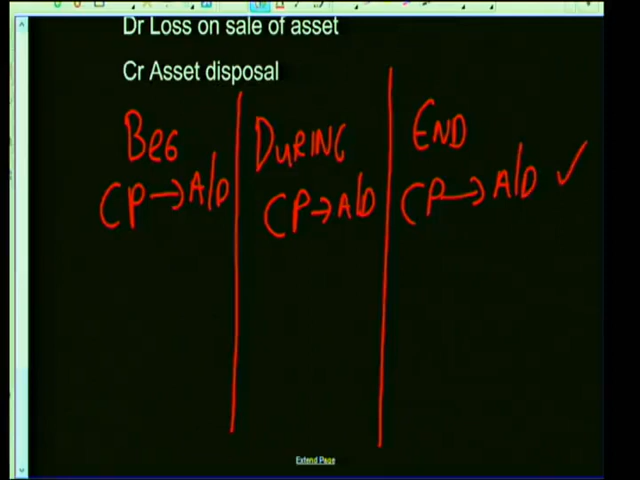 Dr Loss on sale of asset
Cr Asset disposal
BEG DURING END
CP → A/D CP → A/D CP → A/D ✓
Extend Page